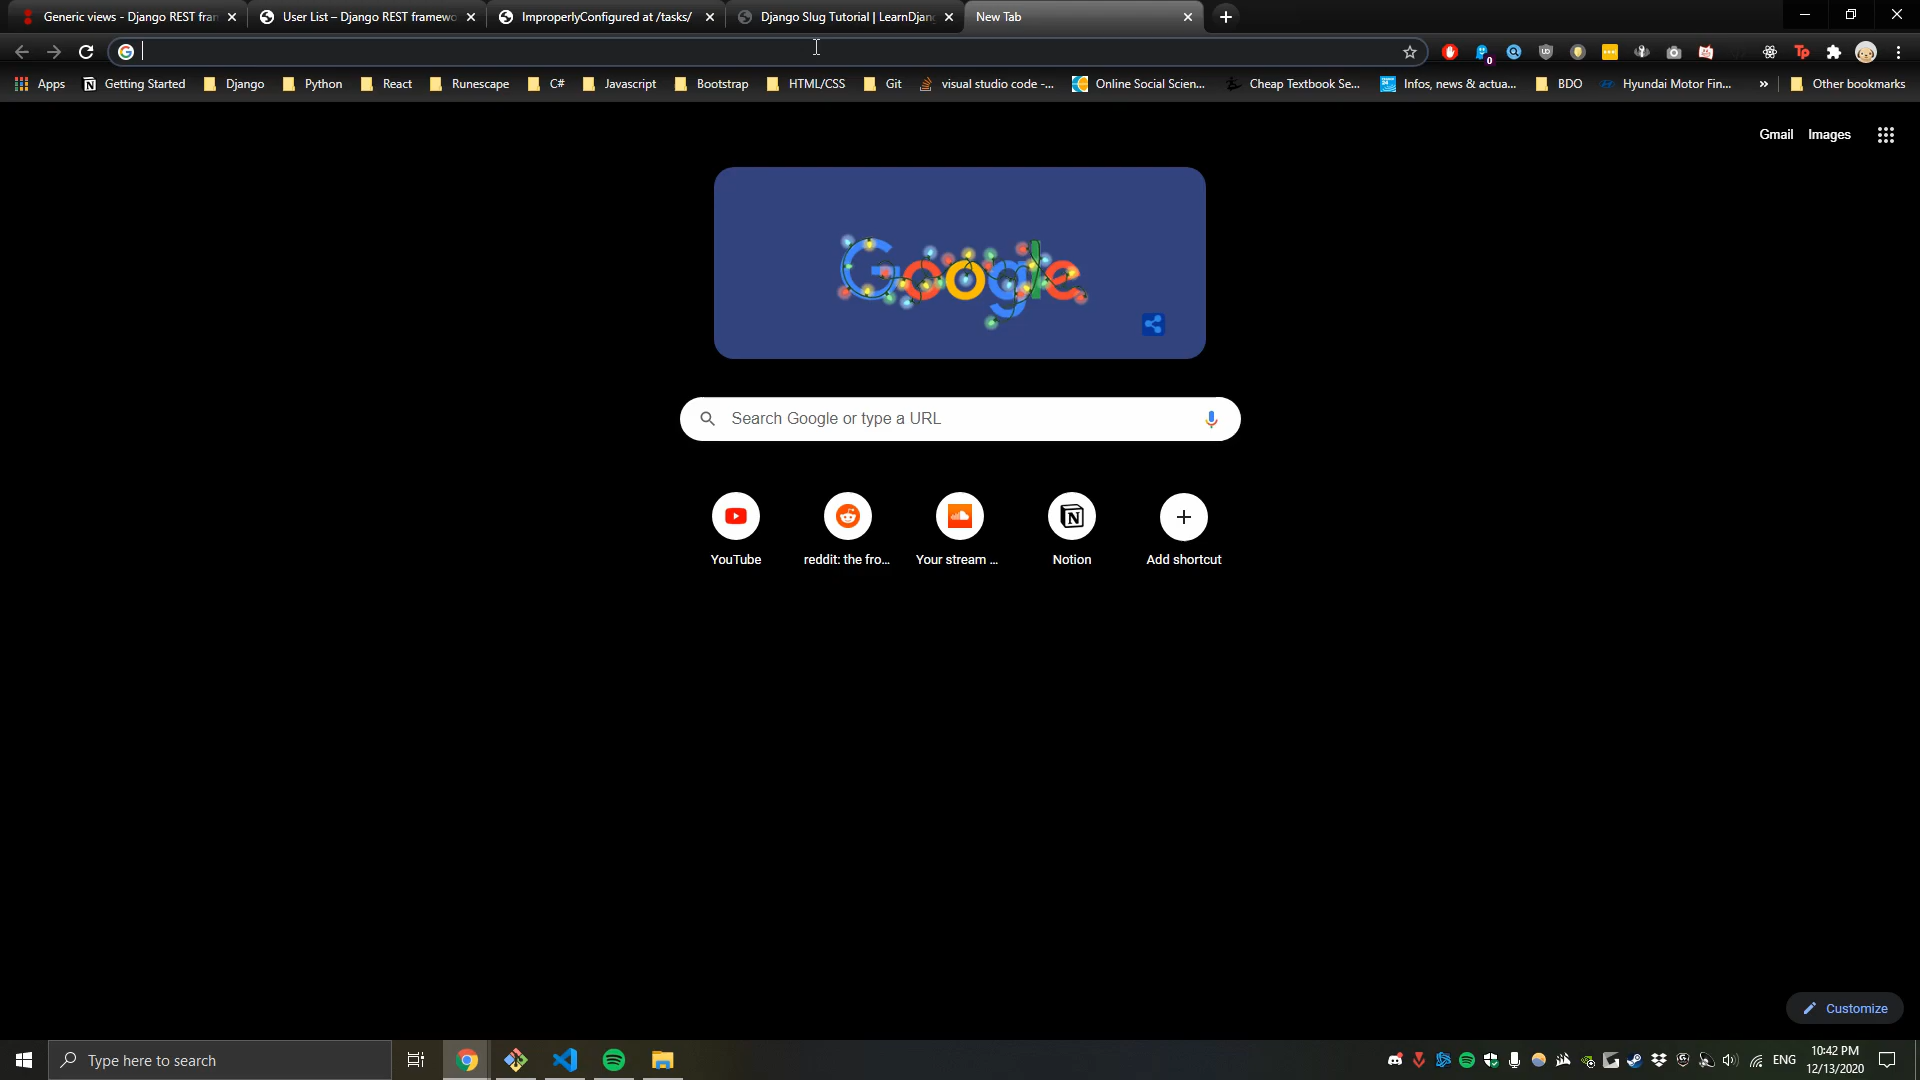 Generic views - Django REST fran
User List – Django REST framewo
ImproperlyConfigured at /tasks/
Django Slug Tutorial | LearnDjang
New Tab
Apps
Getting Started
Django
Python
React
Runescape
C#
Javascript
Bootstrap
HTML/CSS
Git
visual studio code -...
Online Social Scien...
Cheap Textbook Se...
Infos, news & actua...
BDO
Hyundai Motor Fin...
»
Other bookmarks
Gmail
Images
Google
Search Google or type a URL
YouTube
reddit: the fro...
Your stream ...
Notion
Add shortcut
Customize
Type here to search
ENG
10:42 PM
12/13/2020